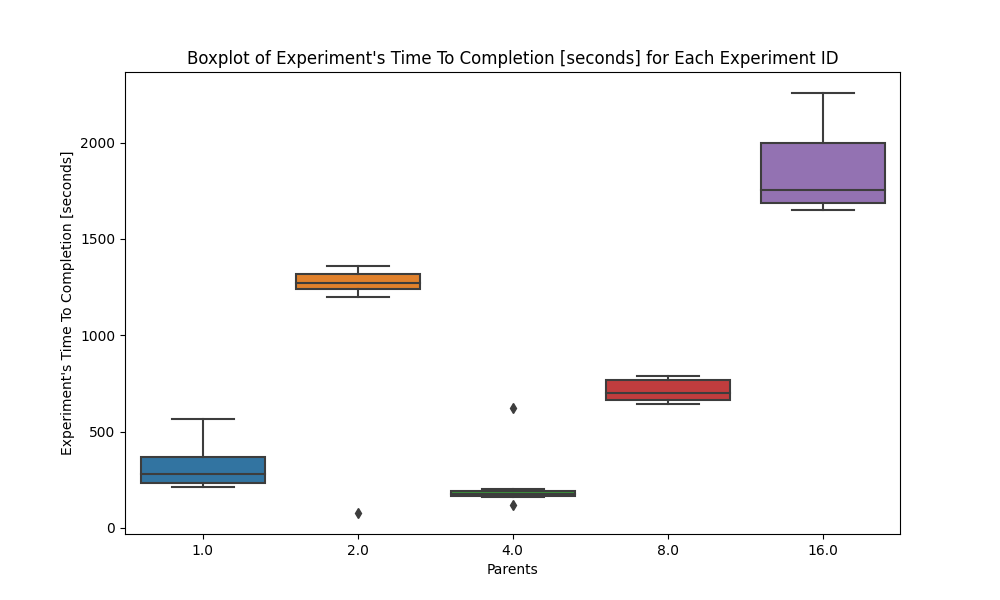 Boxplot of Experiment's Time To Completion [seconds] for Each Experiment ID
Experiment's Time To Completion [seconds]
2000
1500
1000
500
0
1.0 2.0 4.0 8.0 16.0
Parents